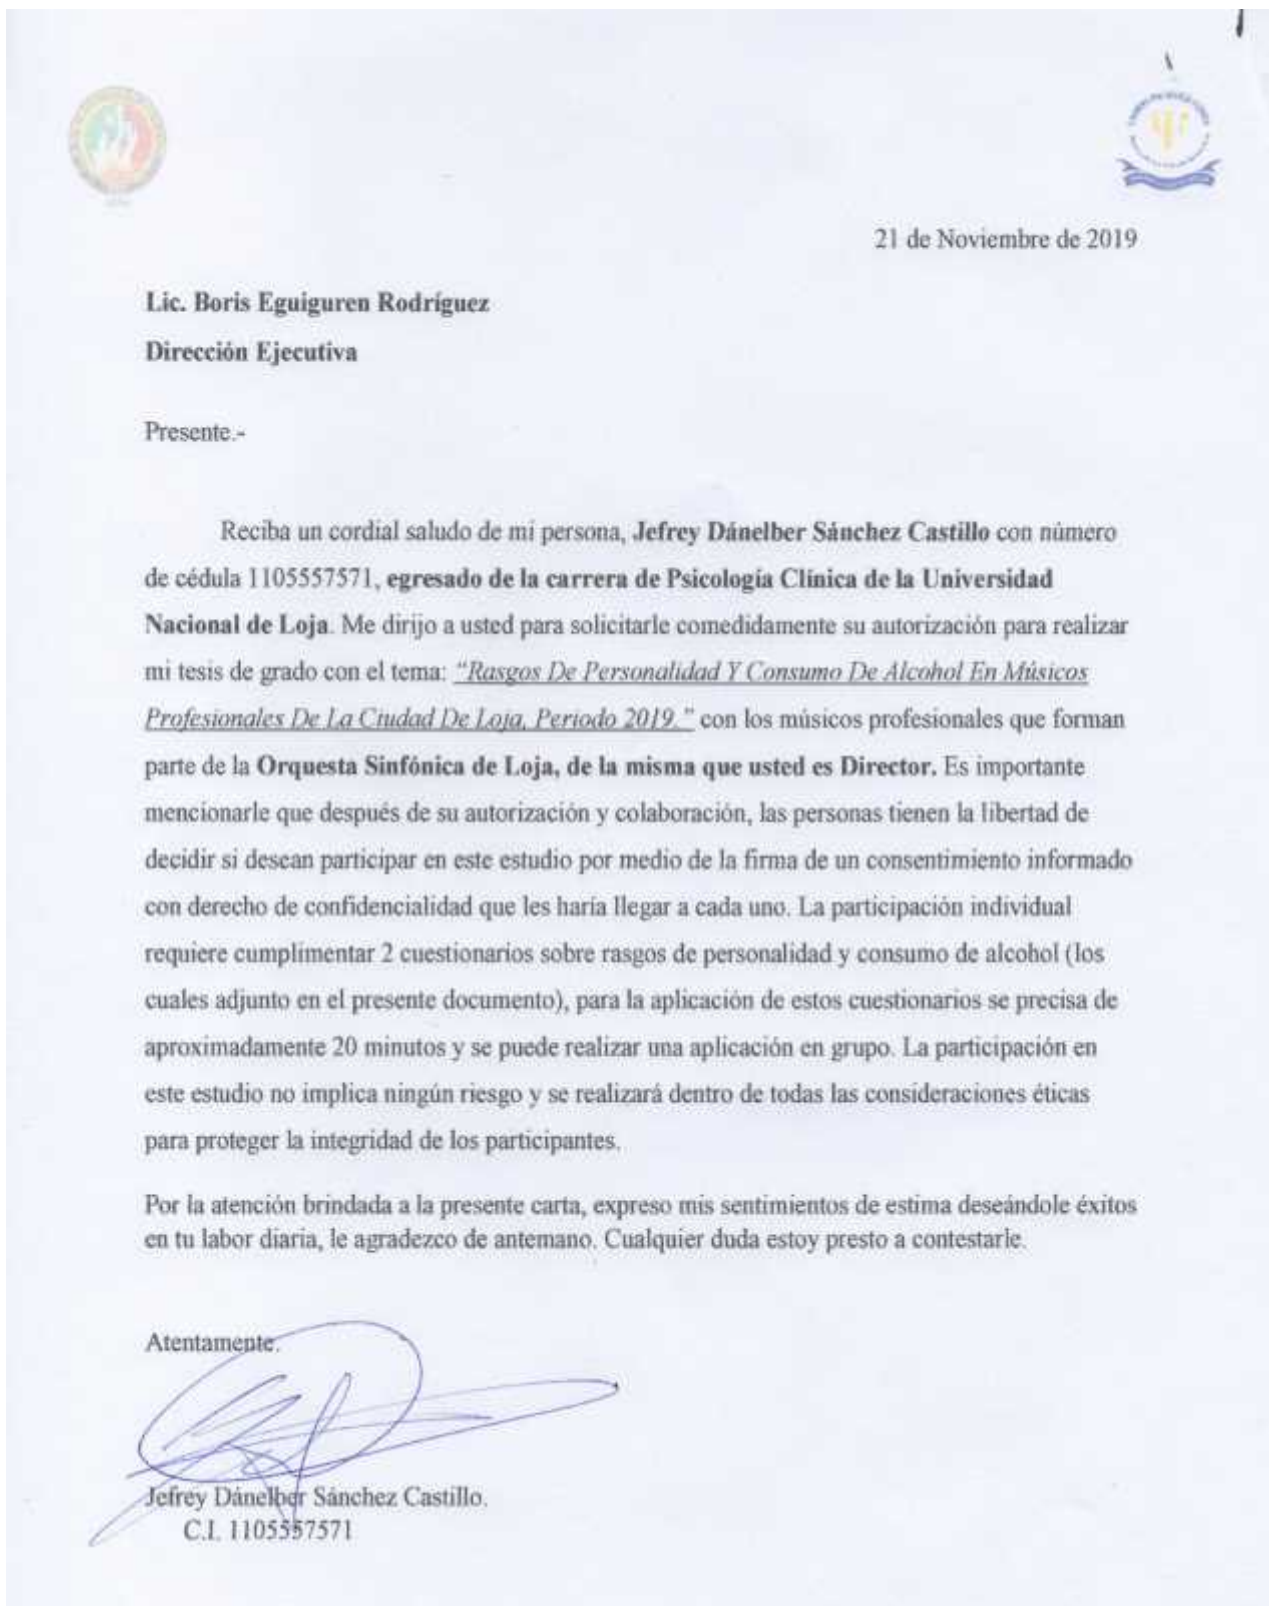 21 de Noviembre de 2019
Lic. Boris Eguiguren Rodríguez
Dirección Ejecutiva
Presente.-
Reciba un cordial saludo de mi persona, Jefrey Dánelber Sánchez Castillo con número
de cédula 1105557571, egresado de la carrera de Psicología Clínica de la Universidad
Nacional de Loja. Me dirijo a usted para solicitarle comedidamente su autorización para realizar
mi tesis de grado con el tema: “Rasgos De Personalidad Y Consumo De Alcohol En Músicos
Profesionales De La Ciudad De Loja, Periodo 2019.” con los músicos profesionales que forman
parte de la Orquesta Sinfónica de Loja, de la misma que usted es Director. Es importante
mencionarle que después de su autorización y colaboración, las personas tienen la libertad de
decidir si desean participar en este estudio por medio de la firma de un consentimiento informado
con derecho de confidencialidad que les haría llegar a cada uno. La participación individual
requiere cumplimentar 2 cuestionarios sobre rasgos de personalidad y consumo de alcohol (los
cuales adjunto en el presente documento), para la aplicación de estos cuestionarios se precisa de
aproximadamente 20 minutos y se puede realizar una aplicación en grupo. La participación en
este estudio no implica ningún riesgo y se realizará dentro de todas las consideraciones éticas
para proteger la integridad de los participantes.
Por la atención brindada a la presente carta, expreso mis sentimientos de estima deseándole éxitos
en tu labor diaria, le agradezco de antemano. Cualquier duda estoy presto a contestarle.
Atentamente.
Jefrey Dánelber Sánchez Castillo.
C.I. 1105557571